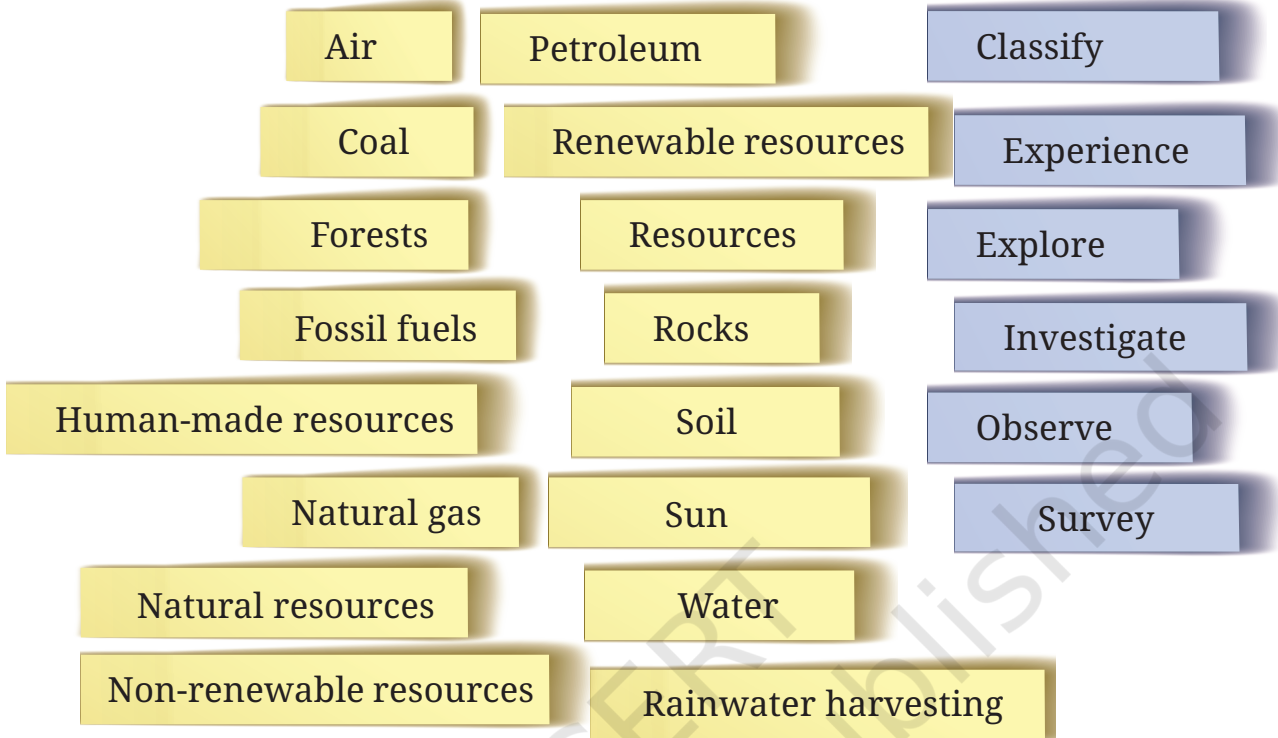 Air
Coal
Forests
Fossil fuels
Human-made resources
Natural gas
Natural resources
Non-renewable resources
Petroleum
Renewable resources
Resources
Rocks
Soil
Sun
Water
Rainwater harvesting
Classify
Experience
Explore
Investigate
Observe
Survey